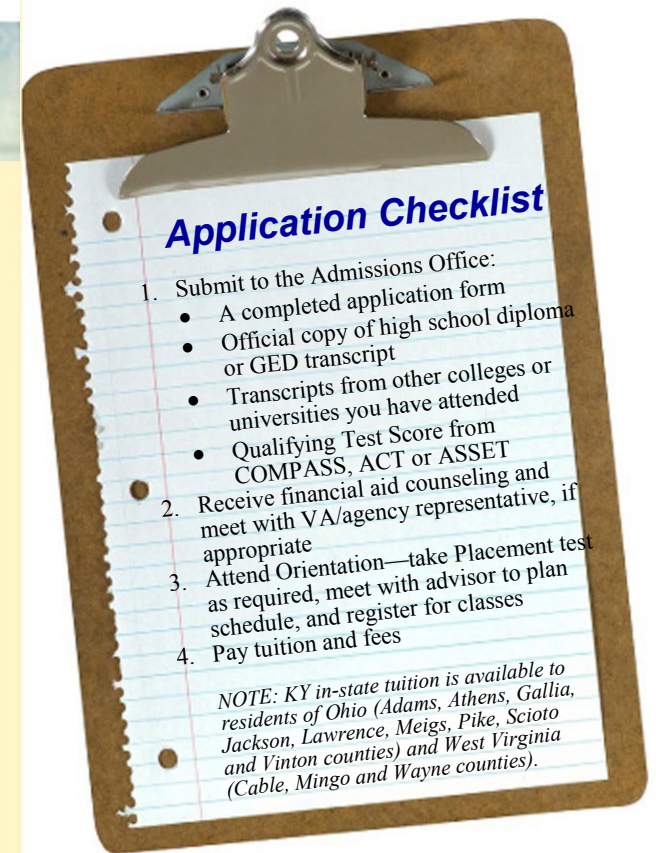 Application Checklist
1. Submit to the Admissions Office:
• A completed application form
• Official copy of high school diploma
or GED transcript
• Transcripts from other colleges or
universities you have attended
• Qualifying Test Score from
COMPASS, ACT or ASSET
2. Receive financial aid counseling and
meet with VA/agency representative, if
appropriate
3. Attend Orientation—take Placement test
as required, meet with advisor to plan
schedule, and register for classes
4. Pay tuition and fees
NOTE: KY in-state tuition is available to
residents of Ohio (Adams, Athens, Gallia,
Jackson, Lawrence, Meigs, Pike, Scioto
and Vinton counties) and West Virginia
(Cable, Mingo and Wayne counties).